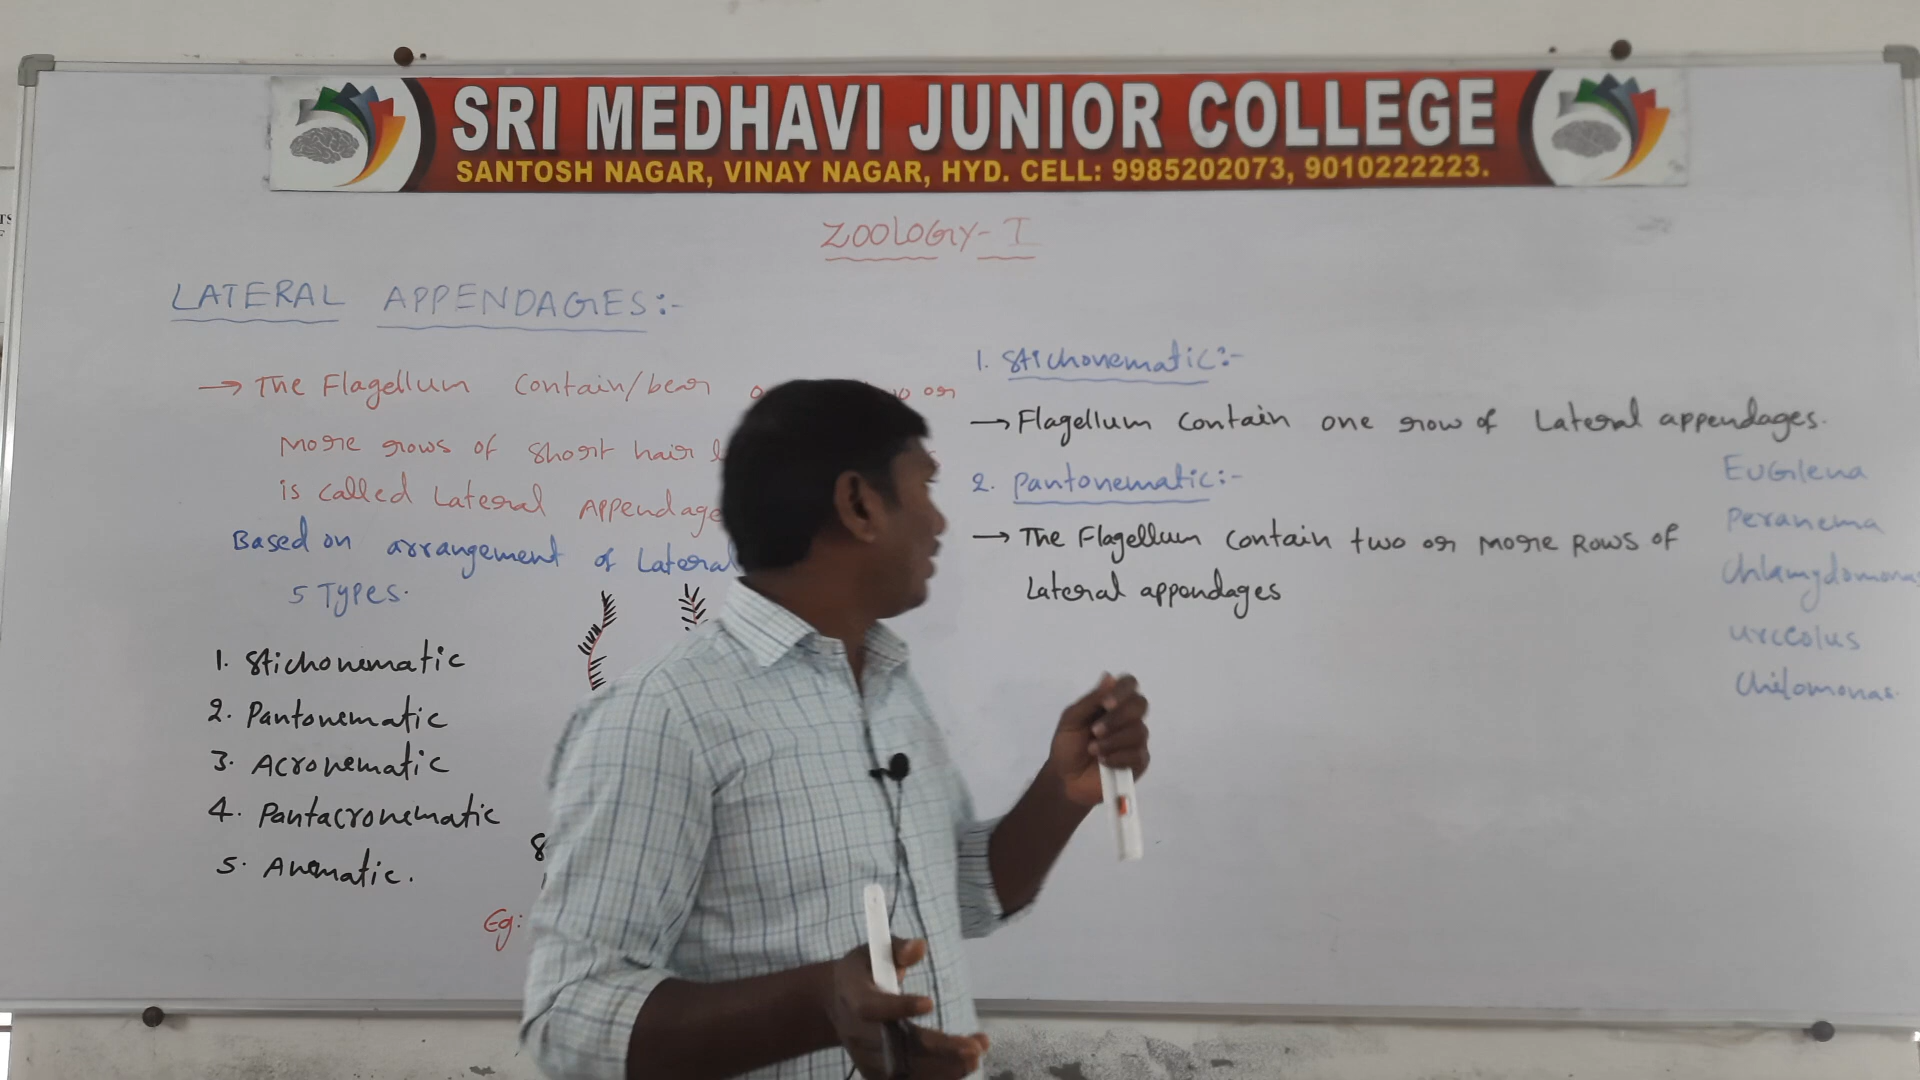 SRI MEDHAVI JUNIOR COLLEGE
SANTOSH NAGAR, VINAY NAGAR, HYD. CELL: 9985202073, 9010222223.
ZOOLOGY-I
LATERAL APPENDAGES:-
→ The Flagellum contain/bear or
more rows of short hair
is called Lateral Appendage
Based on arrangement of Lateral
5 Types.
1. Stichonematic
2. Pantonematic
3. Acronematic
4. Pantacronematic
5. Anematic.
Eg:
1. Stichonematic:-
→ Flagellum contain one row of Lateral appendages.
2. Pantonematic:-
→ The Flagellum contain two or more rows of
Lateral appendages
Euglena
Peranema
Chlamydomonas
Urceolus
Chilomonas.